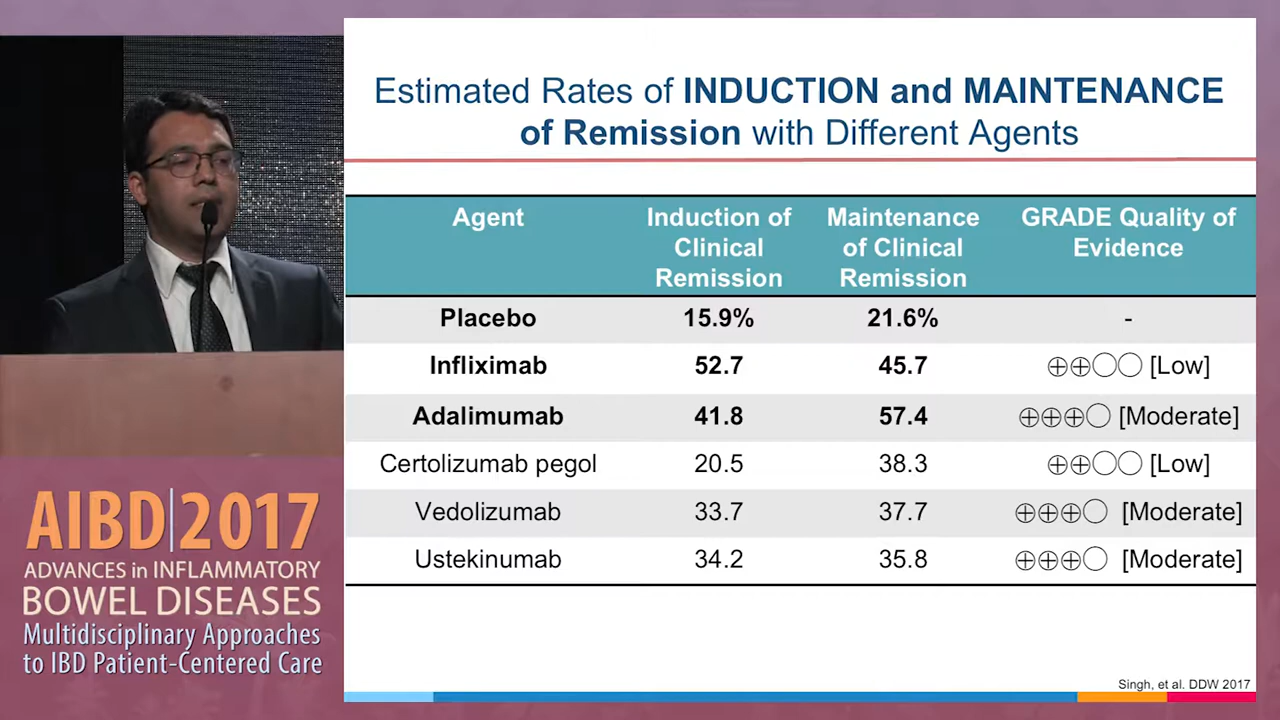 Estimated Rates of INDUCTION and MAINTENANCE
of Remission with Different Agents
Agent Induction of Clinical Remission Maintenance of Clinical Remission GRADE Quality of Evidence
Placebo 15.9% 21.6% -
Infliximab 52.7 45.7 ⊕⊕◯◯ [Low]
Adalimumab 41.8 57.4 ⊕⊕⊕◯ [Moderate]
Certolizumab pegol 20.5 38.3 ⊕⊕◯◯ [Low]
Vedolizumab 33.7 37.7 ⊕⊕⊕◯ [Moderate]
Ustekinumab 34.2 35.8 ⊕⊕⊕◯ [Moderate]
Singh, et al. DDW 2017
AIBD|2017
ADVANCES in INFLAMMATORY
BOWEL DISEASES
Multidisciplinary Approaches
to IBD Patient-Centered Care